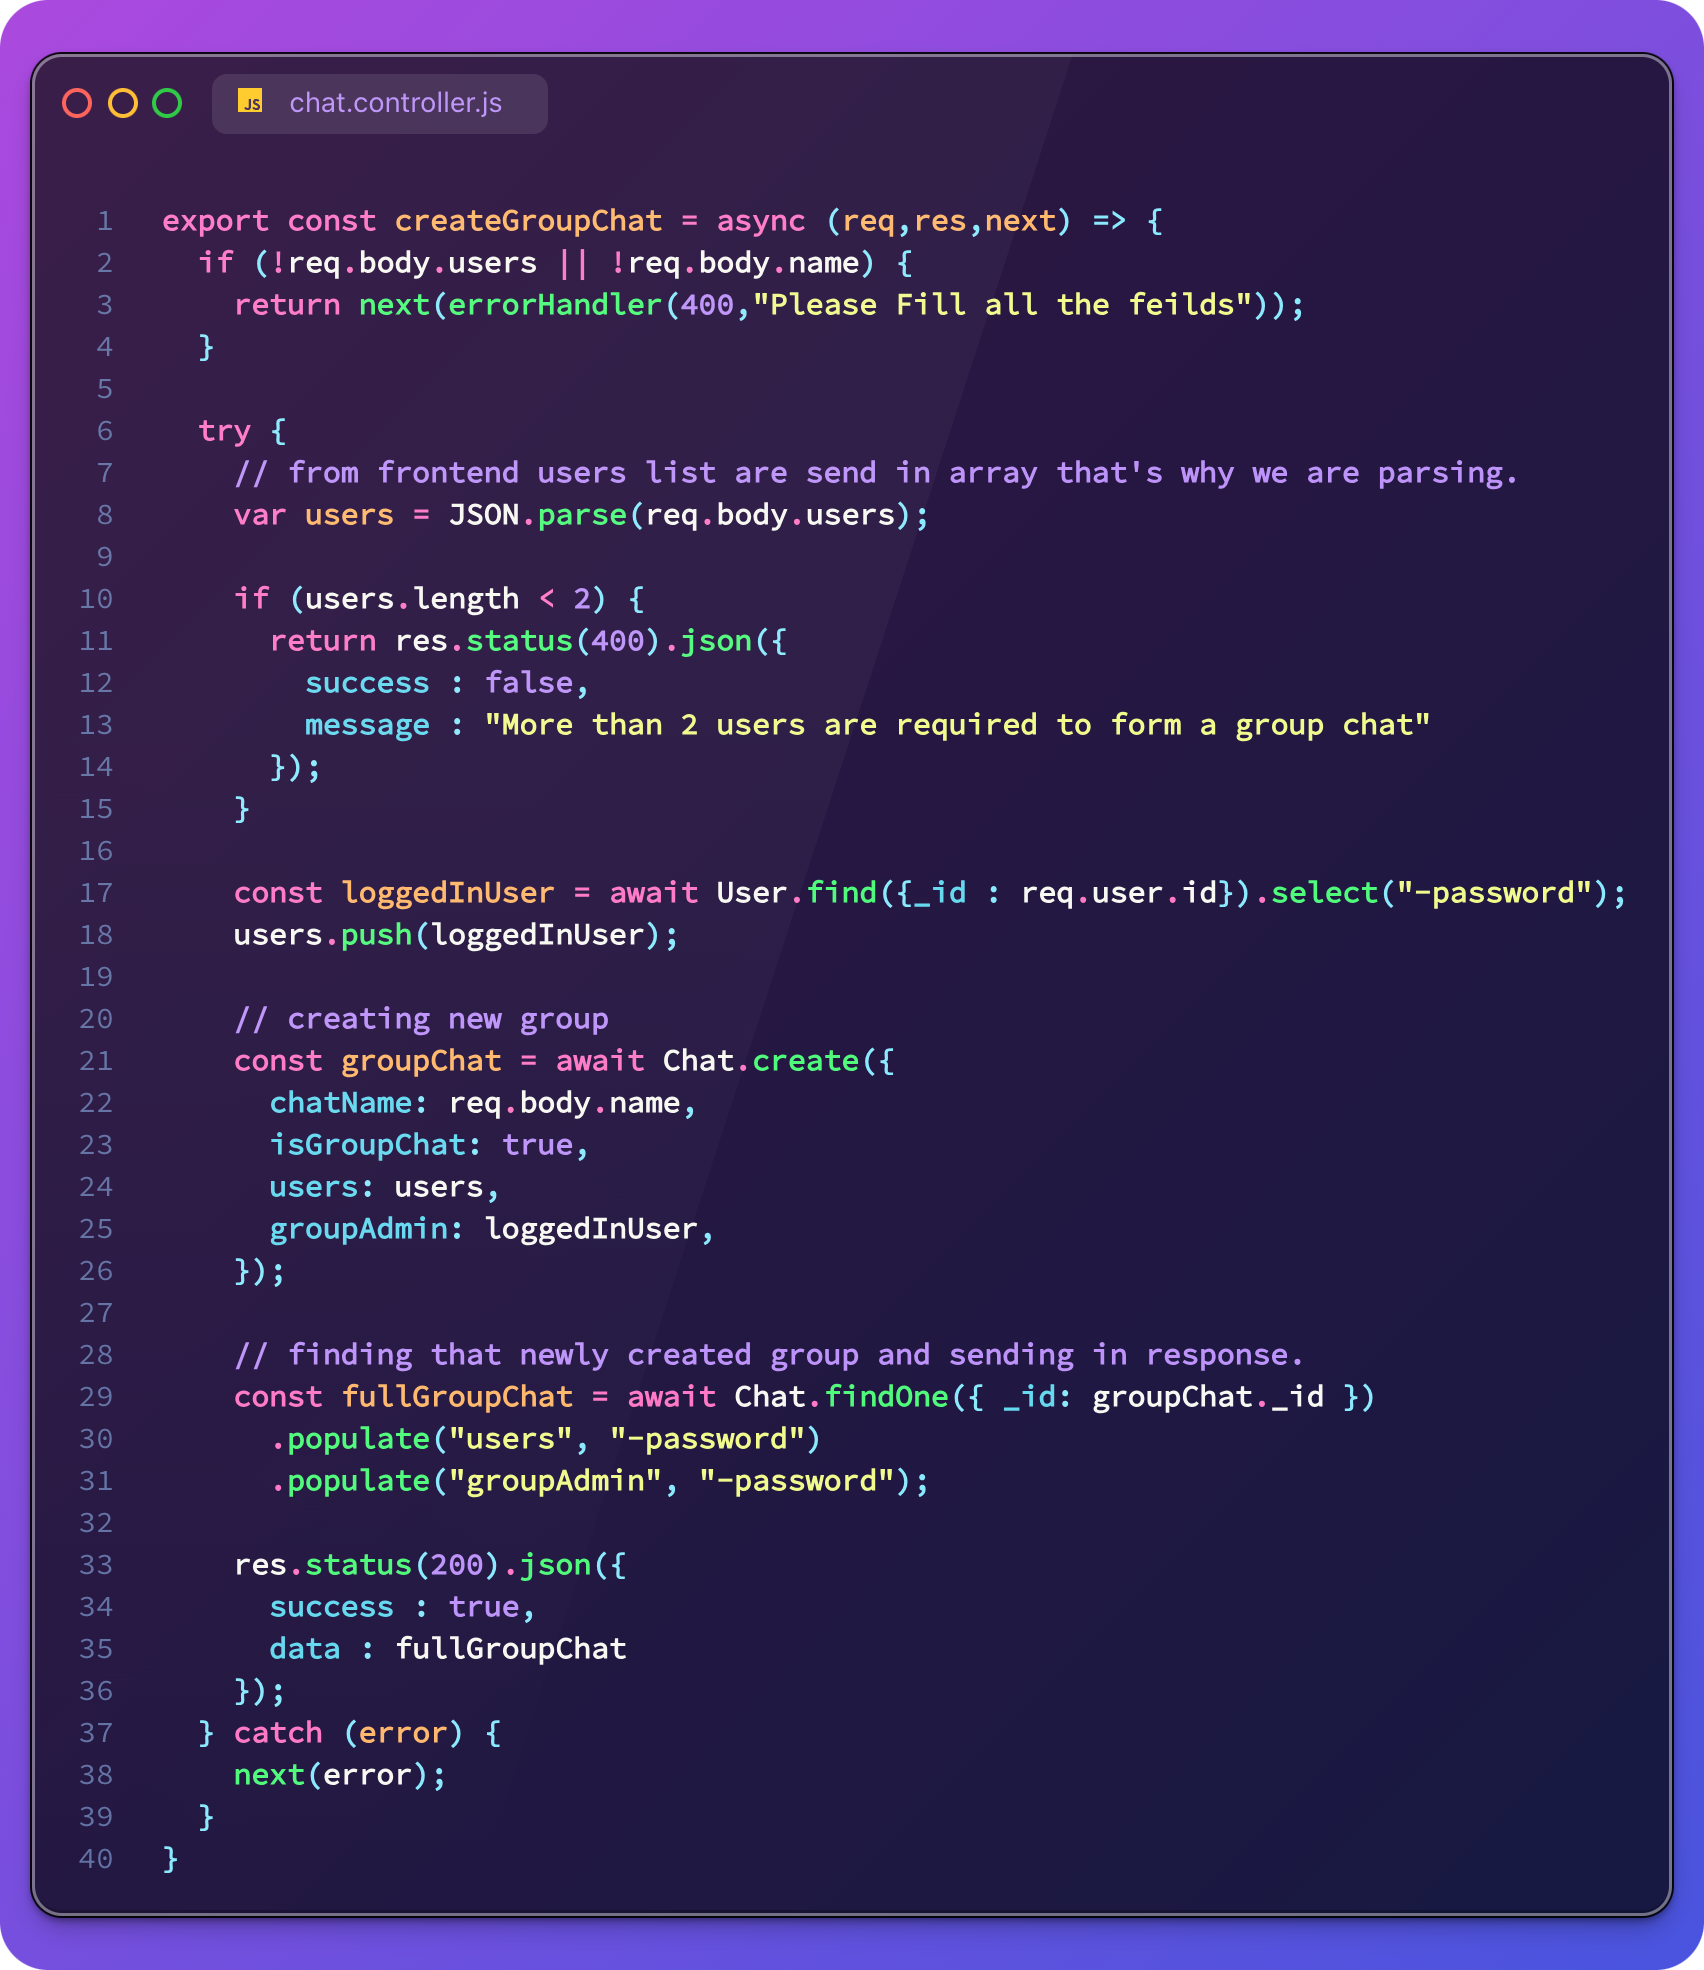 JS chat.controller.js
1 export const createGroupChat = async (req,res,next) => {
2   if (!req.body.users || !req.body.name) {
3     return next(errorHandler(400,"Please Fill all the feilds"));
4   }
5
6   try {
7     // from frontend users list are send in array that's why we are parsing.
8     var users = JSON.parse(req.body.users);
9
10     if (users.length < 2) {
11       return res.status(400).json({
12         success : false,
13         message : "More than 2 users are required to form a group chat"
14       });
15     }
16
17     const loggedInUser = await User.find({_id : req.user.id}).select("-password");
18     users.push(loggedInUser);
19
20     // creating new group
21     const groupChat = await Chat.create({
22       chatName: req.body.name,
23       isGroupChat: true,
24       users: users,
25       groupAdmin: loggedInUser,
26     });
27
28     // finding that newly created group and sending in response.
29     const fullGroupChat = await Chat.findOne({ _id: groupChat._id })
30       .populate("users", "-password")
31       .populate("groupAdmin", "-password");
32
33     res.status(200).json({
34       success : true,
35       data : fullGroupChat
36     });
37   } catch (error) {
38     next(error);
39   }
40 }